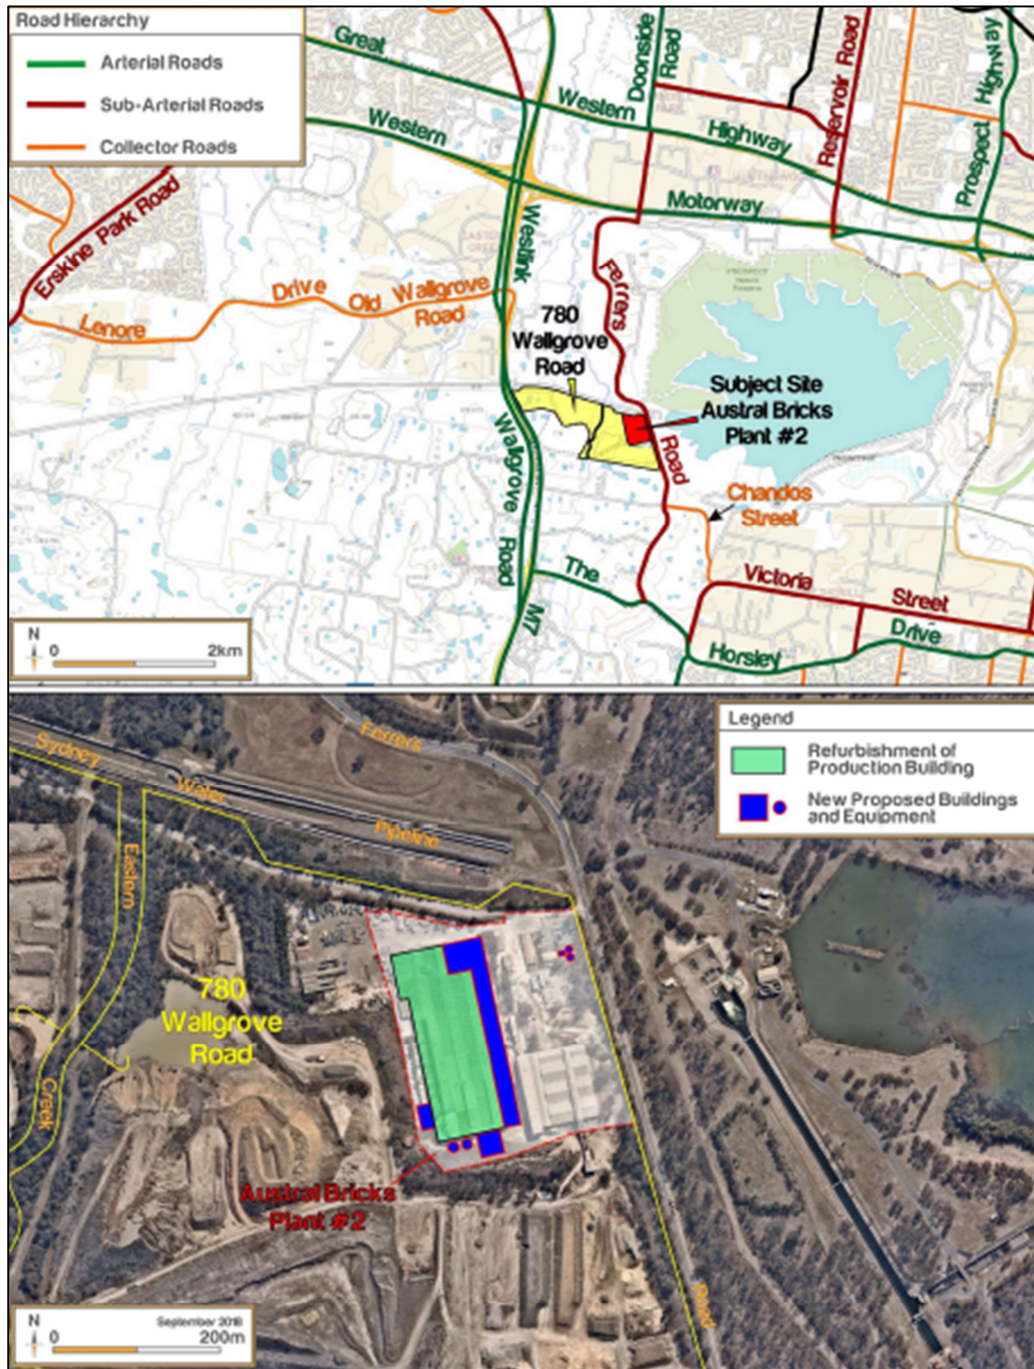 Road Hierarchy
Arterial Roads
Sub-Arterial Roads
Collector Roads
Great
Western
Highway
Western
Motorway
Doonside
Road
Reservoir Road
Prospect Highway
Erskine Park Road
Westlink
Lenore
Drive
Old Wallgrove
Road
Ferrers
Road
780
Wallgrove
Road
Subject Site
Austral Bricks
Plant #2
Wallgrove
Road
M7
Chandos
Street
The
Horsley
Drive
Victoria
Street
N
0
2km
Legend
Refurbishment of
Production Building
New Proposed Buildings
and Equipment
Ferrers
Road
Sydney
Water
Pipeline
Eastern
Creek
780
Wallgrove
Road
Austral Bricks
Plant #2
N
September 2018
0
200m